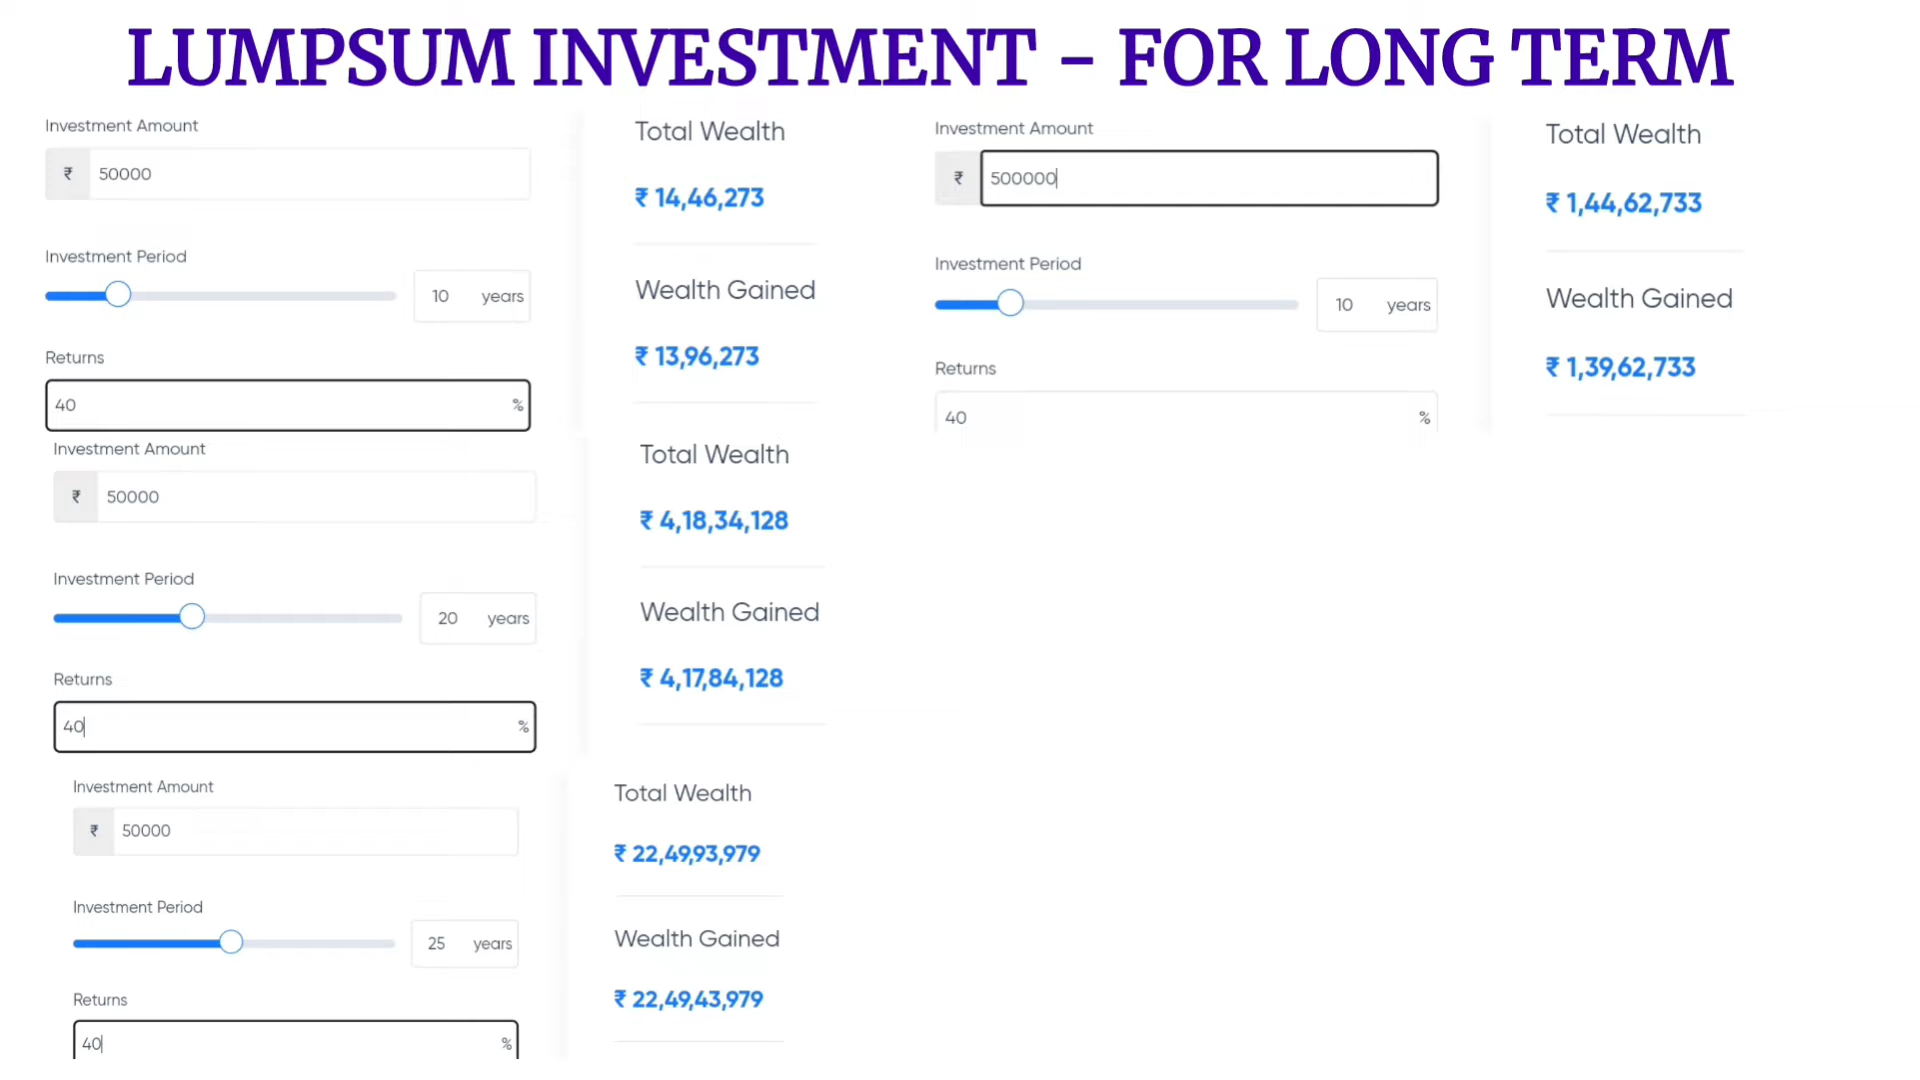 LUMPSUM INVESTMENT - FOR LONG TERM
Investment Amount
₹ 50000
Investment Period
10 years
Returns
40 %
Total Wealth
₹ 14,46,273
Wealth Gained
₹ 13,96,273
Investment Amount
₹ 500000
Investment Period
10 years
Returns
40 %
Total Wealth
₹ 1,44,62,733
Wealth Gained
₹ 1,39,62,733
Investment Amount
₹ 50000
Investment Period
20 years
Returns
40 %
Total Wealth
₹ 4,18,34,128
Wealth Gained
₹ 4,17,84,128
Investment Amount
₹ 50000
Investment Period
25 years
Returns
40 %
Total Wealth
₹ 22,49,93,979
Wealth Gained
₹ 22,49,43,979